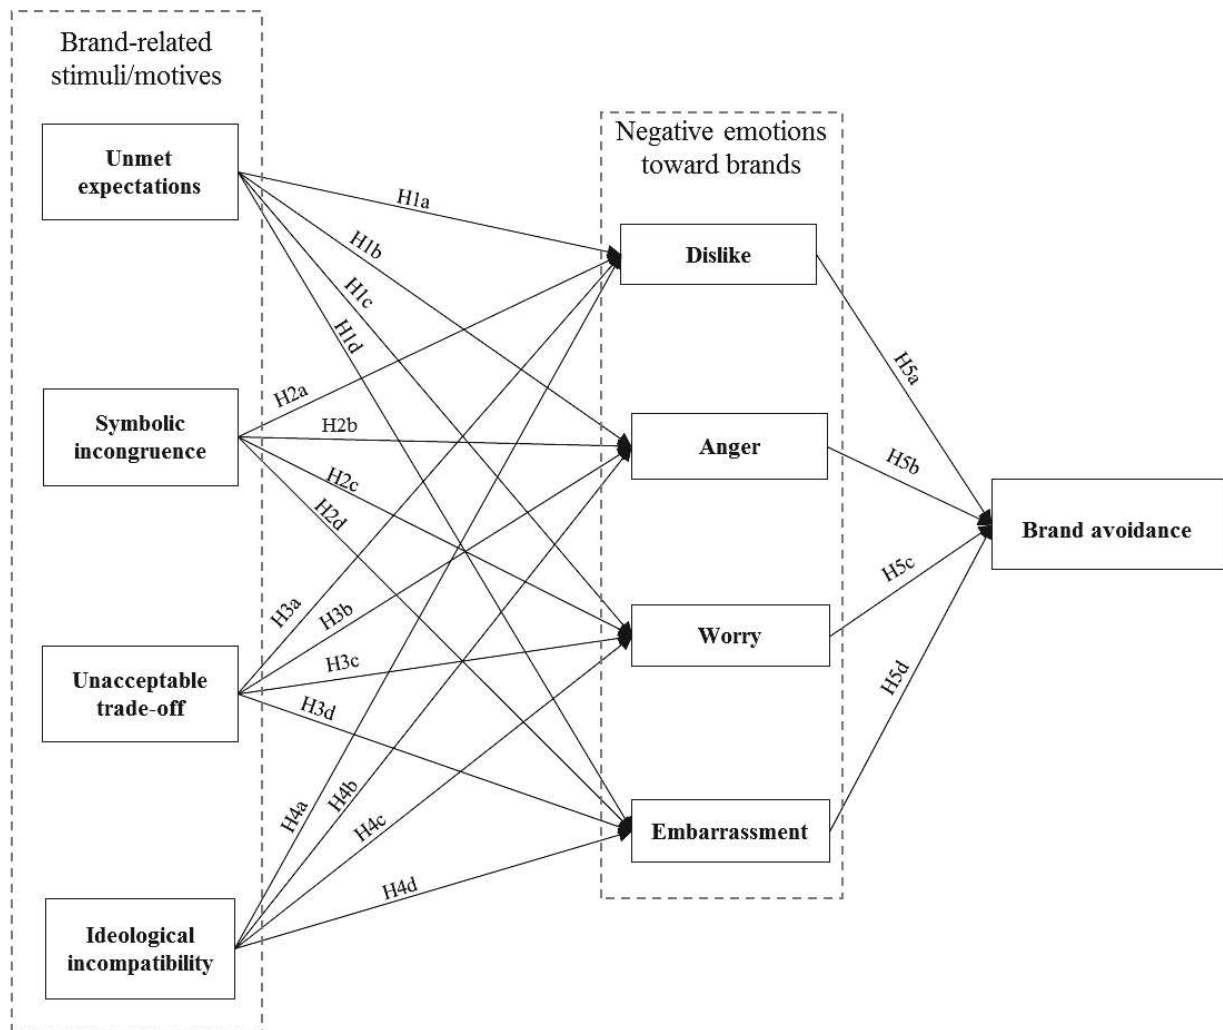 Brand-related
stimuli/motives
Unmet
expectations
Symbolic
incongruence
Unacceptable
trade-off
Ideological
incompatibility
H1a
H1b
H1c
H1d
H2a
H2b
H2c
H2d
H3a
H3b
H3c
H3d
H4a
H4b
H4c
H4d
Negative emotions
toward brands
Dislike
Anger
Worry
Embarrassment
H5a
H5b
H5c
H5d
Brand avoidance